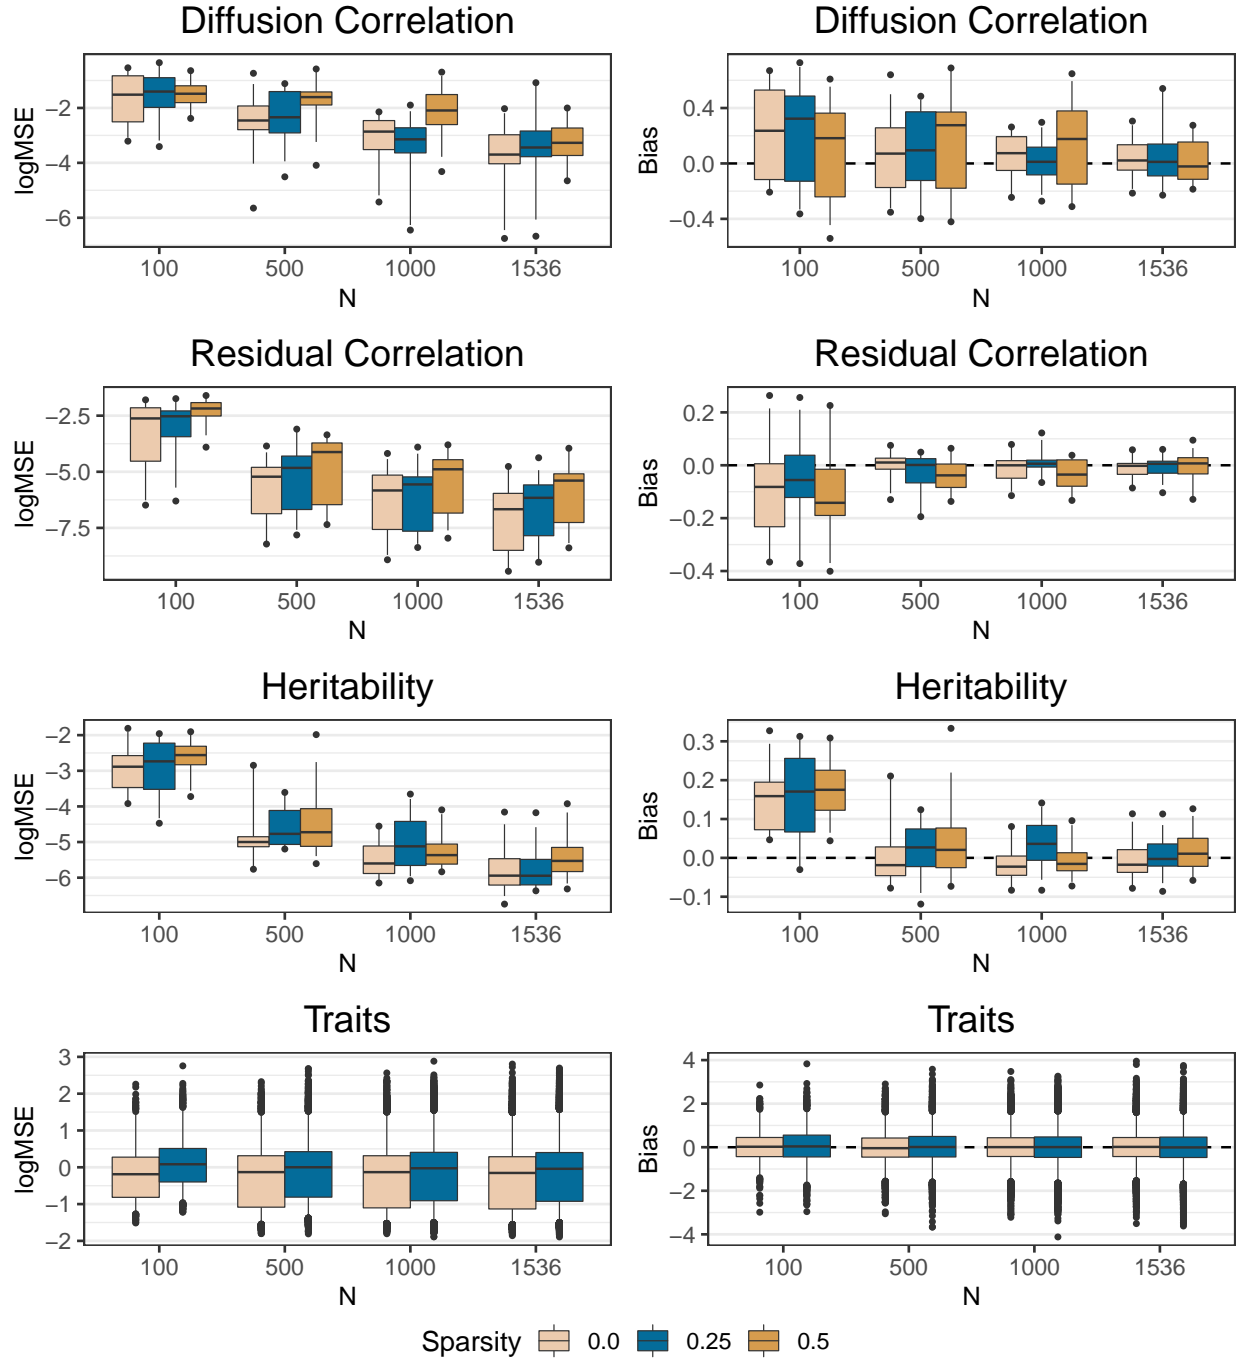 Diffusion Correlation
Diffusion Correlation
logMSE
−2
−4
−6
100 500 1000 1536
N
Bias
0.4
0.0
−0.4
100 500 1000 1536
N
Residual Correlation
Residual Correlation
logMSE
−2.5
−5.0
−7.5
100 500 1000 1536
N
Bias
0.2
0.0
−0.2
−0.4
100 500 1000 1536
N
Heritability
Heritability
logMSE
−2
−3
−4
−5
−6
100 500 1000 1536
N
Bias
0.3
0.2
0.1
0.0
−0.1
100 500 1000 1536
N
Traits
Traits
logMSE
3
2
1
0
−1
−2
100 500 1000 1536
N
Bias
4
2
0
−2
−4
100 500 1000 1536
N
Sparsity 0.0 0.25 0.5